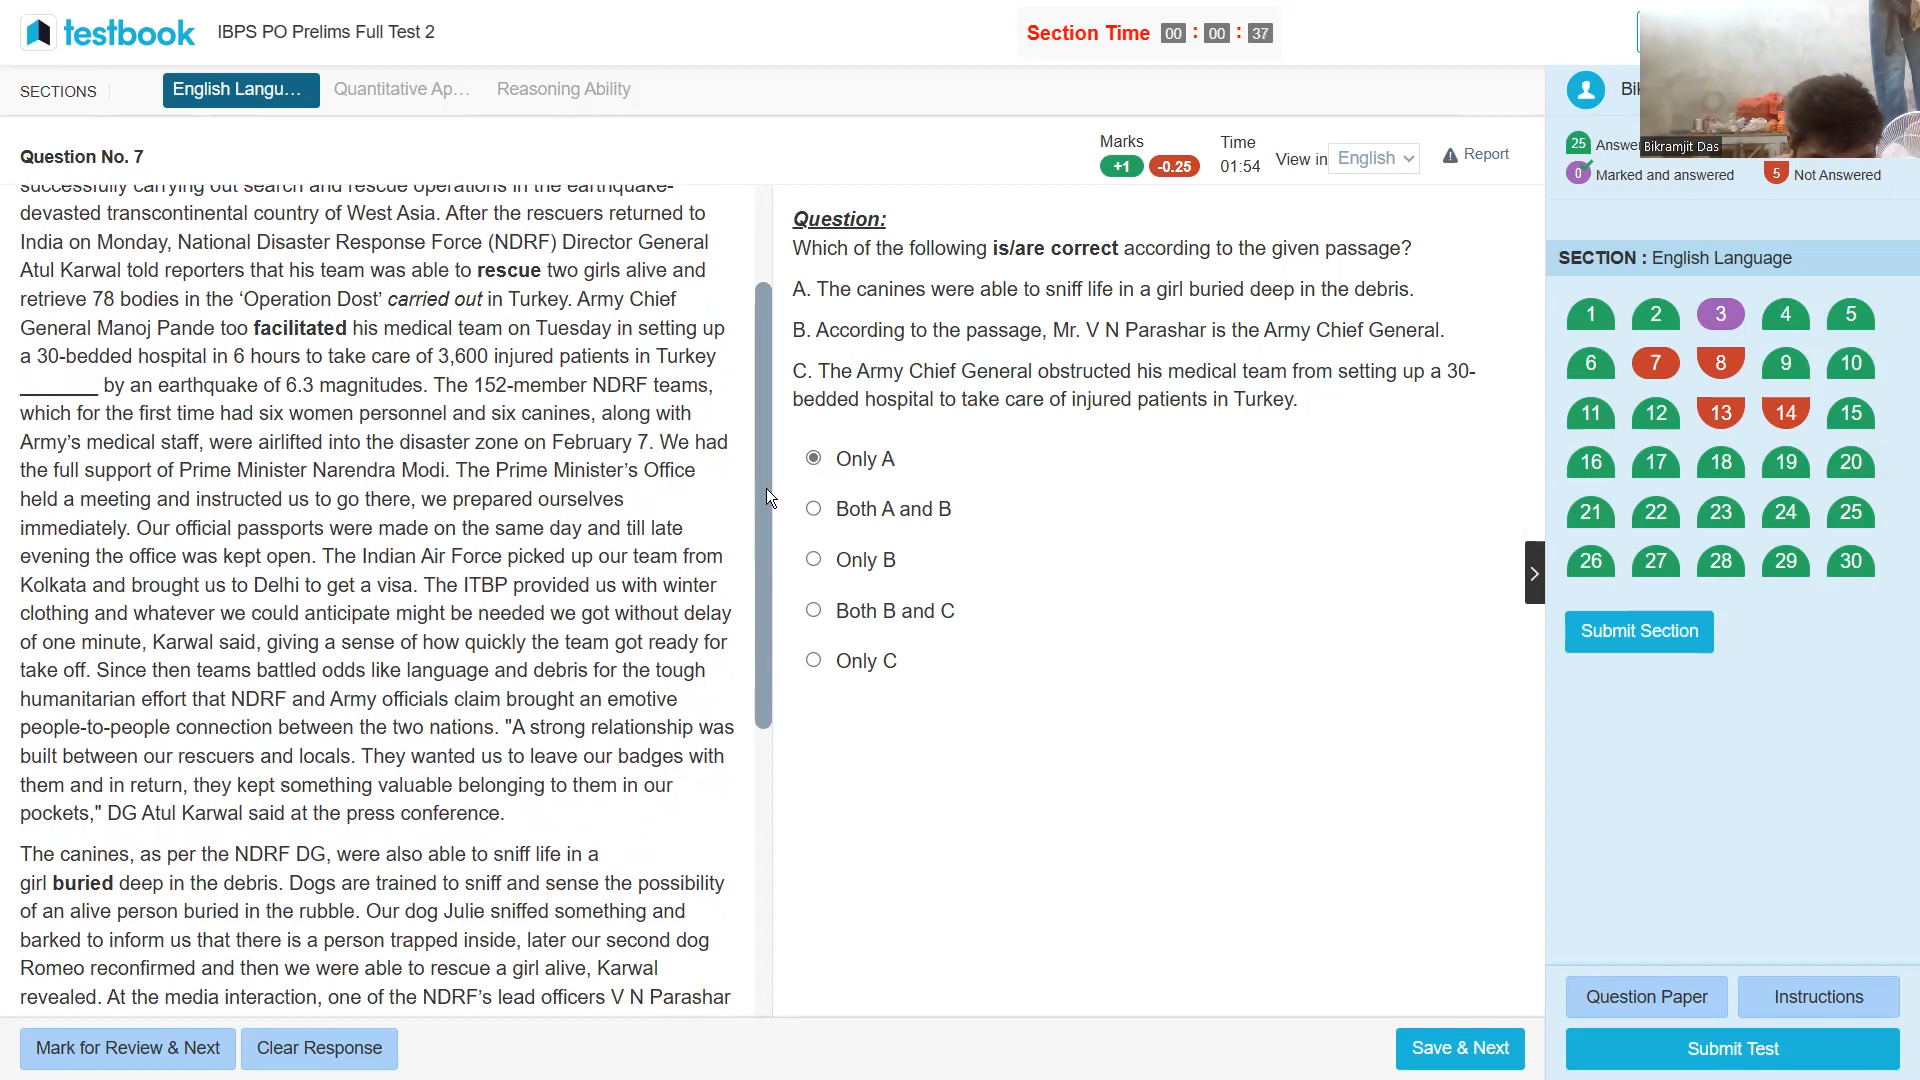 testbook IBPS PO Prelims Full Test 2
Section Time 00 : 00 : 37
SECTIONS English Langu... Quantitative Ap... Reasoning Ability
Question No. 7
Marks
+1 -0.25
Time
01:54
View in English
Report
successfully carrying out search and rescue operations in the earthquake-
devasted transcontinental country of West Asia. After the rescuers returned to
India on Monday, National Disaster Response Force (NDRF) Director General
Atul Karwal told reporters that his team was able to rescue two girls alive and
retrieve 78 bodies in the ‘Operation Dost’ carried out in Turkey. Army Chief
General Manoj Pande too facilitated his medical team on Tuesday in setting up
a 30-bedded hospital in 6 hours to take care of 3,600 injured patients in Turkey
_______ by an earthquake of 6.3 magnitudes. The 152-member NDRF teams,
which for the first time had six women personnel and six canines, along with
Army’s medical staff, were airlifted into the disaster zone on February 7. We had
the full support of Prime Minister Narendra Modi. The Prime Minister’s Office
held a meeting and instructed us to go there, we prepared ourselves
immediately. Our official passports were made on the same day and till late
evening the office was kept open. The Indian Air Force picked up our team from
Kolkata and brought us to Delhi to get a visa. The ITBP provided us with winter
clothing and whatever we could anticipate might be needed we got without delay
of one minute, Karwal said, giving a sense of how quickly the team got ready for
take off. Since then teams battled odds like language and debris for the tough
humanitarian effort that NDRF and Army officials claim brought an emotive
people-to-people connection between the two nations. "A strong relationship was
built between our rescuers and locals. They wanted us to leave our badges with
them and in return, they kept something valuable belonging to them in our
pockets," DG Atul Karwal said at the press conference.
The canines, as per the NDRF DG, were also able to sniff life in a
girl buried deep in the debris. Dogs are trained to sniff and sense the possibility
of an alive person buried in the rubble. Our dog Julie sniffed something and
barked to inform us that there is a person trapped inside, later our second dog
Romeo reconfirmed and then we were able to rescue a girl alive, Karwal
revealed. At the media interaction, one of the NDRF’s lead officers V N Parashar
Question:
Which of the following is/are correct according to the given passage?
A. The canines were able to sniff life in a girl buried deep in the debris.
B. According to the passage, Mr. V N Parashar is the Army Chief General.
C. The Army Chief General obstructed his medical team from setting up a 30-
bedded hospital to take care of injured patients in Turkey.
Only A
Both A and B
Only B
Both B and C
Only C
Mark for Review & Next Clear Response Save & Next
Bikramjit Das
25
0 Marked and answered 5 Not Answered
SECTION : English Language
1 2 3 4 5
6 7 8 9 10
11 12 13 14 15
16 17 18 19 20
21 22 23 24 25
26 27 28 29 30
Submit Section
Question Paper Instructions
Submit Test